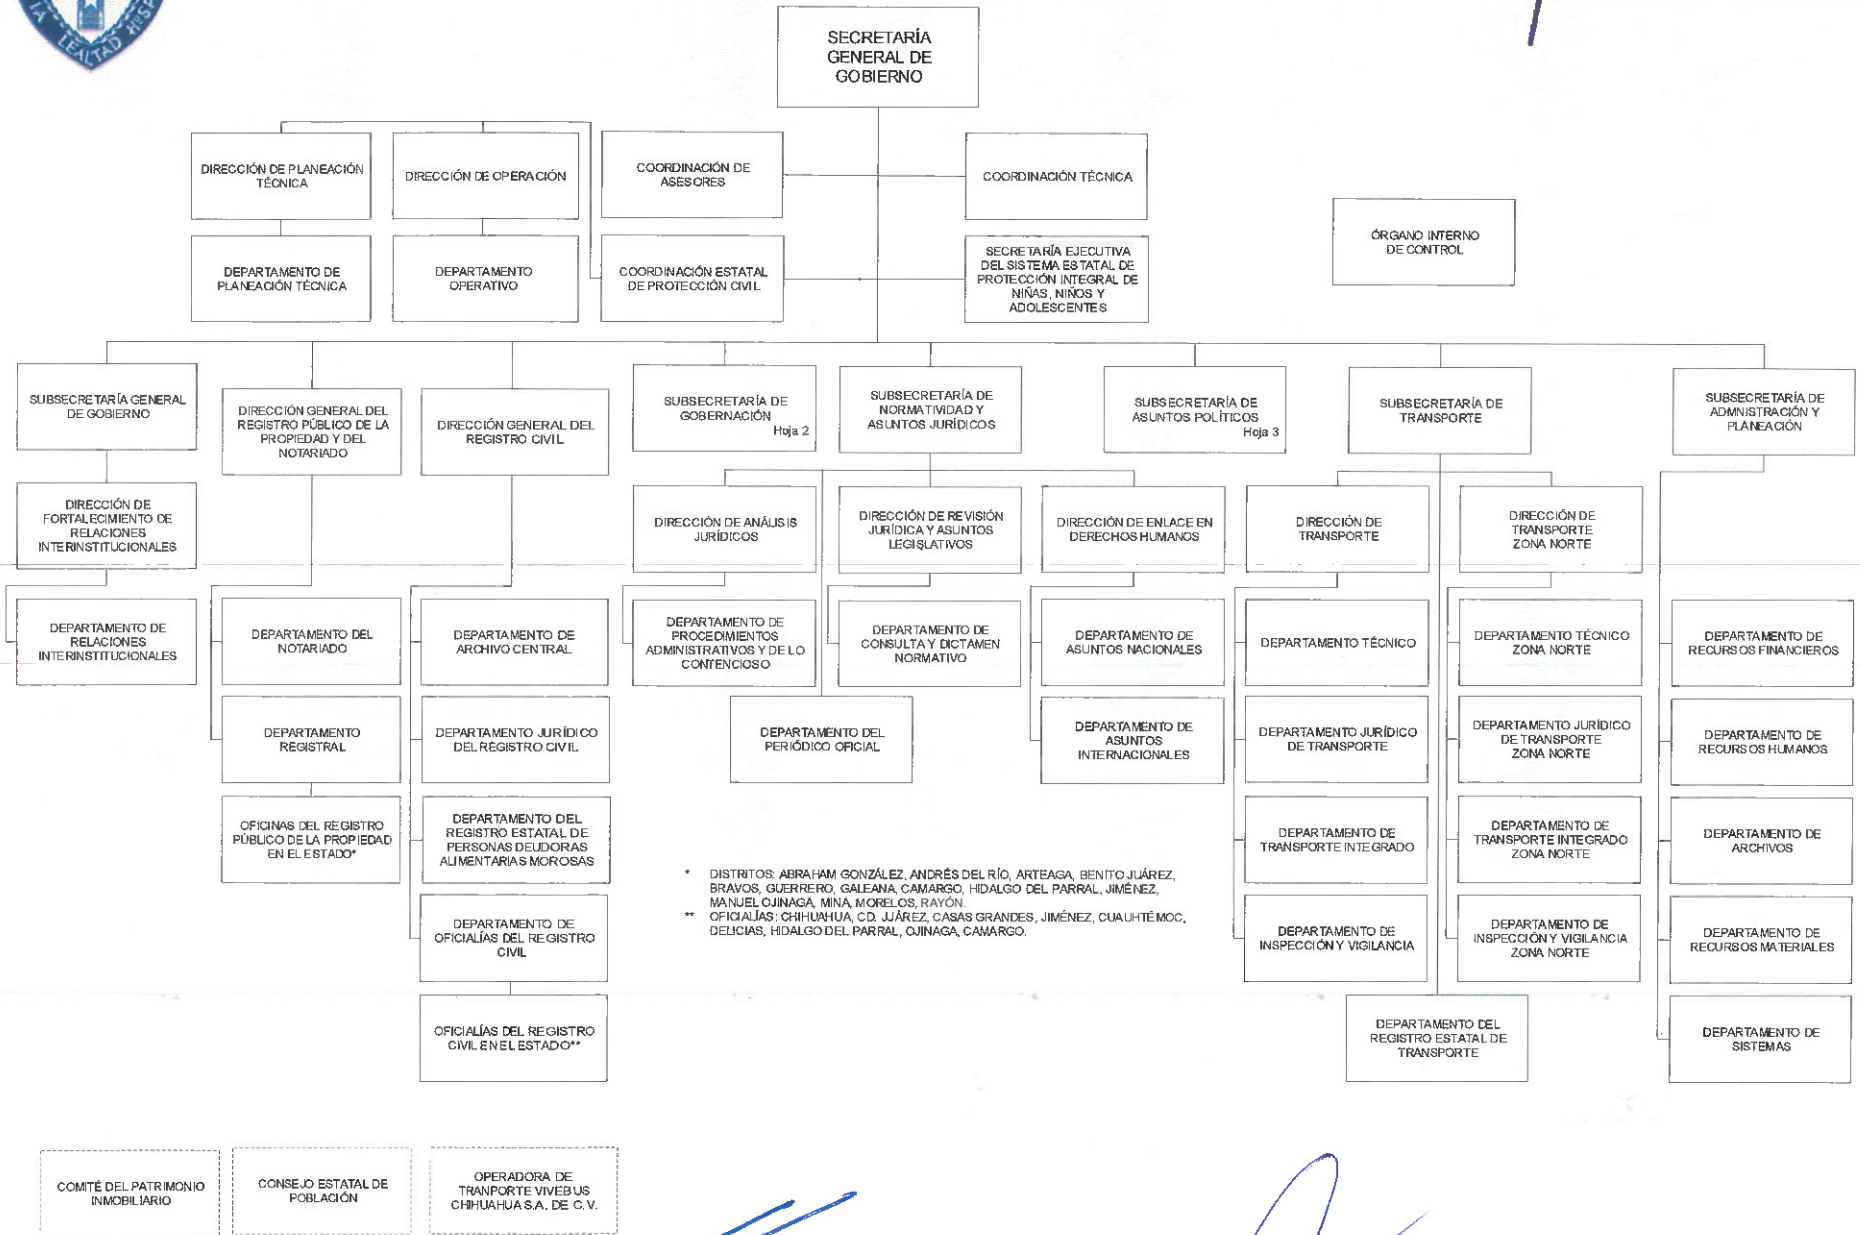 LEALTAD
SECRETARÍA
GENERAL DE
GOBIERNO
DIRECCIÓN DE PLANEACIÓN
TÉCNICA
DIRECCIÓN DE OPERACIÓN
COORDINACIÓN DE
ASESORES
COORDINACIÓN TÉCNICA
ÓRGANO INTERNO
DE CONTROL
DEPARTAMENTO DE
PLANEACIÓN TÉCNICA
DEPARTAMENTO
OPERATIVO
COORDINACIÓN ESTATAL
DE PROTECCIÓN CIVIL
SECRETARÍA EJECUTIVA
DEL SISTEMA ESTATAL DE
PROTECCIÓN INTEGRAL DE
NIÑAS, NIÑOS Y
ADOLESCENTES
SUBSECRETARÍA GENERAL
DE GOBIERNO
DIRECCIÓN GENERAL DEL
REGISTRO PÚBLICO DE LA
PROPIEDAD Y DEL
NOTARIADO
DIRECCIÓN GENERAL DEL
REGISTRO CIVIL
SUBSECRETARÍA DE
GOBERNACIÓN
Hoja 2
SUBSECRETARÍA DE
NORMATIVIDAD Y
ASUNTOS JURÍDICOS
SUBSECRETARÍA DE
ASUNTOS POLÍTICOS
Hoja 3
SUBSECRETARÍA DE
TRANSPORTE
SUBSECRETARÍA DE
ADMNISTRACIÓN Y
PLANEACIÓN
DIRECCIÓN DE
FORTALECIMIENTO DE
RELACIONES
INTERINSTITUCIONALES
DIRECCIÓN DE ANÁLISIS
JURÍDICOS
DIRECCIÓN DE REVISIÓN
JURÍDICA Y ASUNTOS
LEGISLATIVOS
DIRECCIÓN DE ENLACE EN
DERECHOS HUMANOS
DIRECCIÓN DE
TRANSPORTE
DIRECCIÓN DE
TRANSPORTE
ZONA NORTE
DEPARTAMENTO DE
RELACIONES
INTERINSTITUCIONALES
DEPARTAMENTO DEL
NOTARIADO
DEPARTAMENTO DE
ARCHIVO CENTRAL
DEPARTAMENTO DE
PROCEDIMIENTOS
ADMINISTRATIVOS Y DE LO
CONTENCIOSO
DEPARTAMENTO DE
CONSULTA Y DICTAMEN
NORMATIVO
DEPARTAMENTO DE
ASUNTOS NACIONALES
DEPARTAMENTO TÉCNICO
DEPARTAMENTO TÉCNICO
ZONA NORTE
DEPARTAMENTO DE
RECURSOS FINANCIEROS
DEPARTAMENTO
REGISTRAL
DEPARTAMENTO JURÍDICO
DEL REGISTRO CIVIL
DEPARTAMENTO DEL
PERIÓDICO OFICIAL
DEPARTAMENTO DE
ASUNTOS
INTERNACIONALES
DEPARTAMENTO JURÍDICO
DE TRANSPORTE
DEPARTAMENTO JURÍDICO
DE TRANSPORTE
ZONA NORTE
DEPARTAMENTO DE
RECURSOS HUMANOS
OFICINAS DEL REGISTRO
PÚBLICO DE LA PROPIEDAD
EN EL ESTADO*
DEPARTAMENTO DEL
REGISTRO ESTATAL DE
PERSONAS DEUDORAS
ALIMENTARIAS MOROSAS
DEPARTAMENTO DE
TRANSPORTE INTEGRADO
DEPARTAMENTO DE
TRANSPORTE INTEGRADO
ZONA NORTE
DEPARTAMENTO DE
ARCHIVOS
* DISTRITOS: ABRAHAM GONZÁLEZ, ANDRÉS DEL RÍO, ARTEAGA, BENITO JUÁREZ,
BRAVOS, GUERRERO, GALEANA, CAMARGO, HIDALGO DEL PARRAL, JIMÉNEZ,
MANUEL OJINAGA, MINA, MORELOS, RAYÓN.
** OFICIALÍAS: CHIHUAHUA, CD. JUÁREZ, CASAS GRANDES, JIMÉNEZ, CUAUHTÉMOC,
DELICIAS, HIDALGO DEL PARRAL, OJINAGA, CAMARGO.
DEPARTAMENTO DE
OFICIALÍAS DEL REGISTRO
CIVIL
DEPARTAMENTO DE
INSPECCIÓN Y VIGILANCIA
DEPARTAMENTO DE
INSPECCIÓN Y VIGILANCIA
ZONA NORTE
DEPARTAMENTO DE
RECURSOS MATERIALES
OFICIALÍAS DEL REGISTRO
CIVIL EN EL ESTADO**
DEPARTAMENTO DEL
REGISTRO ESTATAL DE
TRANSPORTE
DEPARTAMENTO DE
SISTEMAS
COMITÉ DEL PATRIMONIO
INMOBILIARIO
CONSEJO ESTATAL DE
POBLACIÓN
OPERADORA DE
TRANPORTE VIVEBUS
CHIHUAHUA S.A. DE C.V.